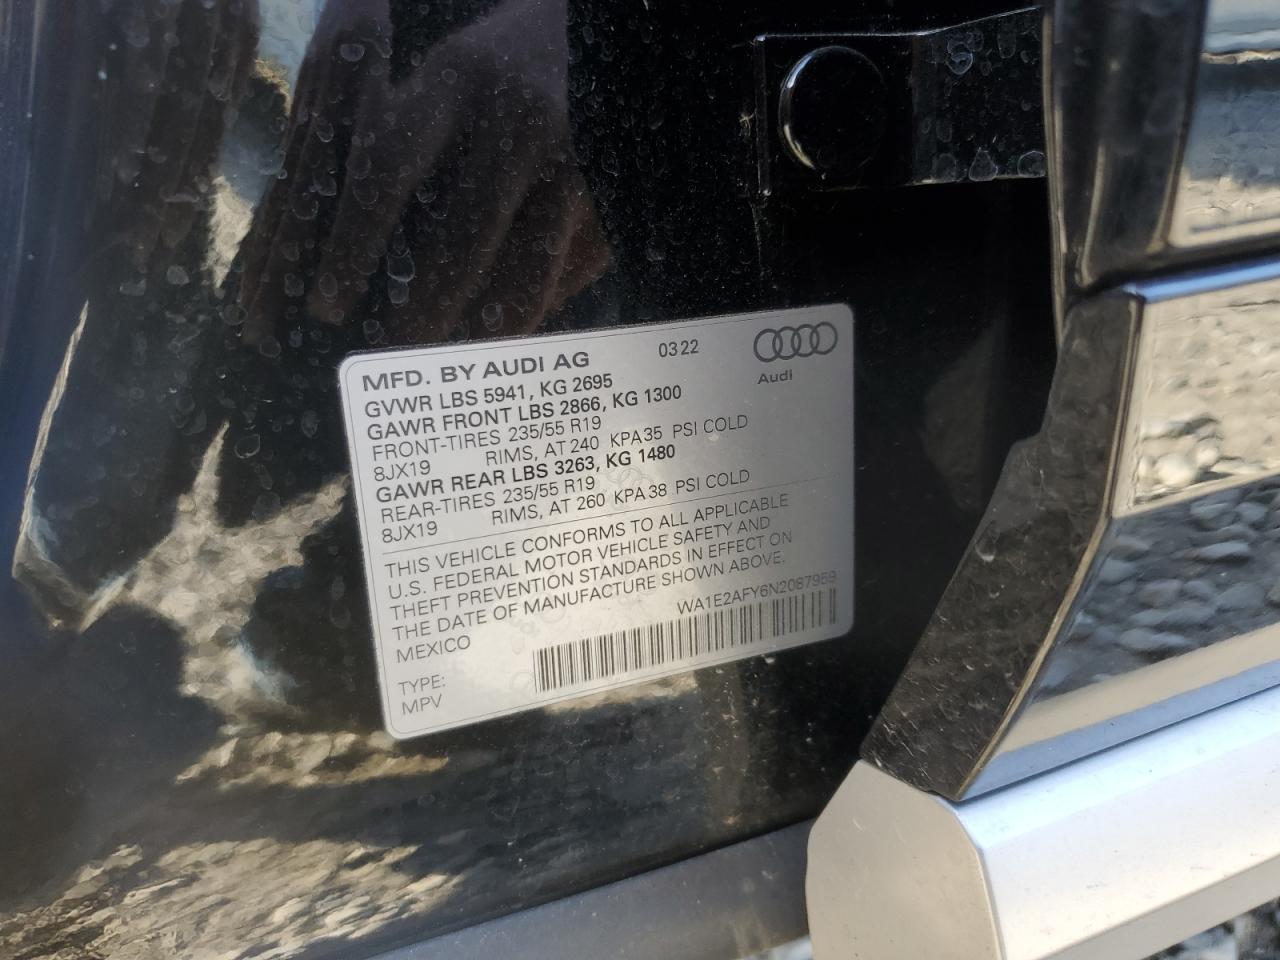 MFD. BY AUDI AG 03 22
Audi
GVWR LBS 5941, KG 2695
GAWR FRONT LBS 2866, KG 1300
FRONT-TIRES 235/55 R19
8JX19 RIMS, AT 240 KPA35 PSI COLD
GAWR REAR LBS 3263, KG 1480
REAR-TIRES 235/55 R19
8JX19 RIMS, AT 260 KPA 38 PSI COLD
THIS VEHICLE CONFORMS TO ALL APPLICABLE
U.S. FEDERAL MOTOR VEHICLE SAFETY AND
THEFT PREVENTION STANDARDS IN EFFECT ON
THE DATE OF MANUFACTURE SHOWN ABOVE.
MEXICO WA1E2AFY6N2087959
TYPE:
MPV